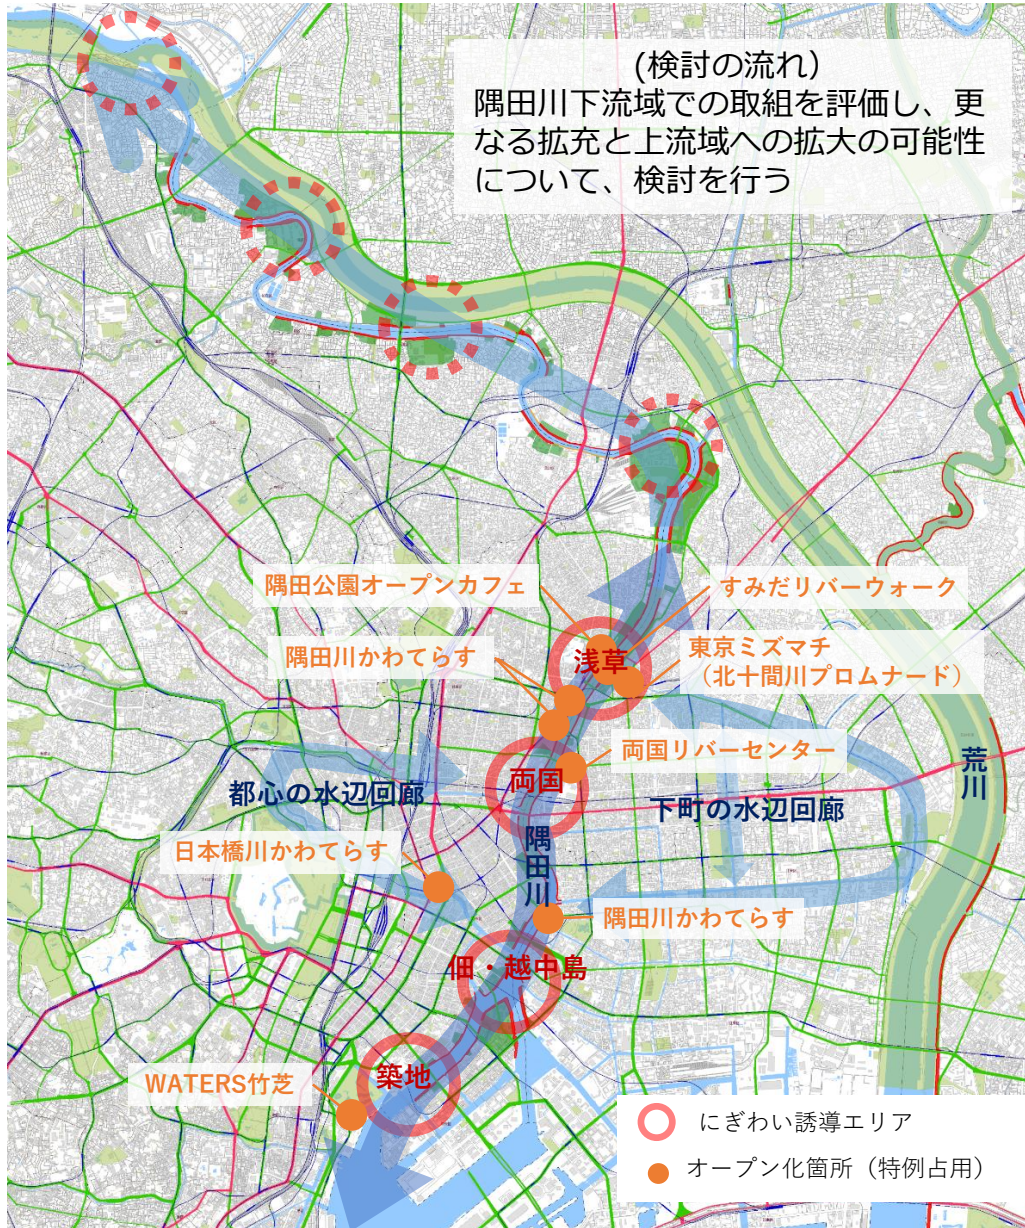 (検討の流れ)
隅田川下流域での取組を評価し、更
なる拡充と上流域への拡大の可能性
について、検討を行う
隅田公園オープンカフェ
すみだリバーウォーク
隅田川かわてらす
浅草
東京ミズマチ
（北十間川プロムナード）
両国リバーセンター
両国
荒川
都心の水辺回廊
下町の水辺回廊
隅田川
日本橋川かわてらす
隅田川かわてらす
佃・越中島
築地
WATERS竹芝
にぎわい誘導エリア
オープン化箇所（特例占用）